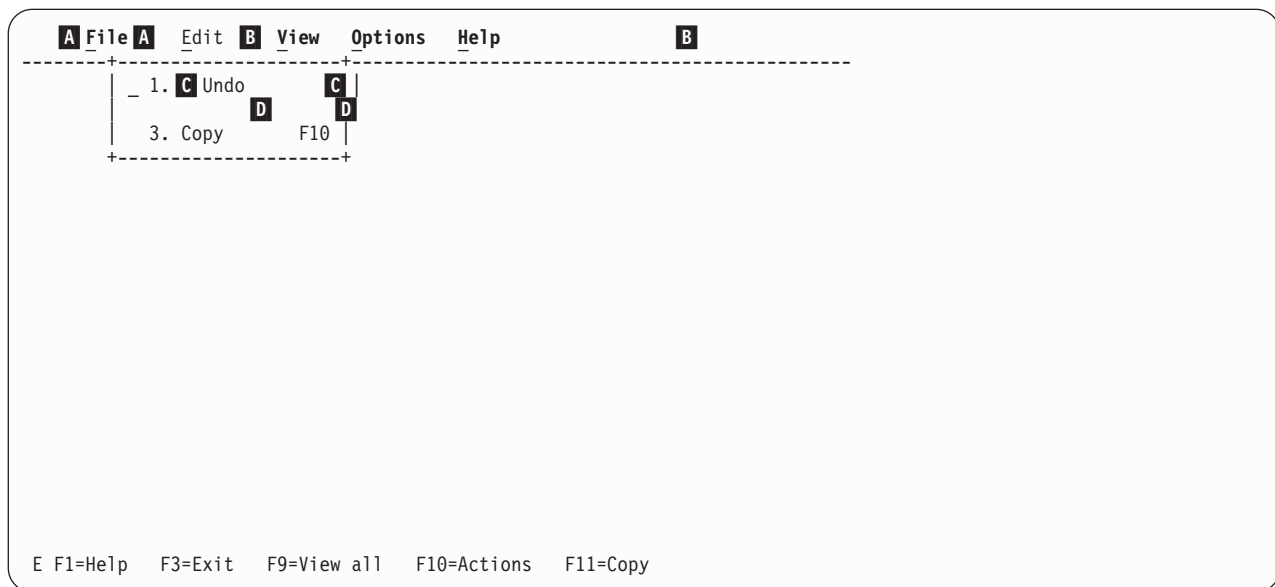 A File A Edit B View Options Help B
--------+---------------------+-----------------------------------------------
| _ 1. C Undo C |
| D D
| 3. Copy F10 |
+---------------------+
E F1=Help F3=Exit F9=View all F10=Actions F11=Copy